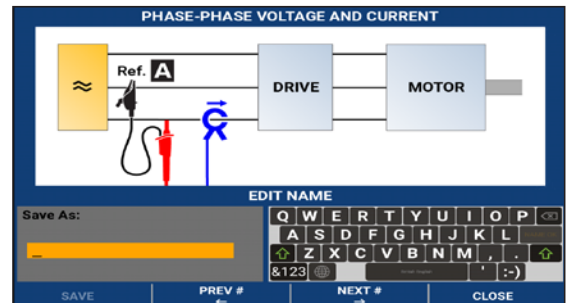 PHASE-PHASE VOLTAGE AND CURRENT
Ref. A
≈ DRIVE MOTOR
EDIT NAME
Save As:
_
Q W E R T Y U I O P
A S D F G H J K L
Z X C V B N M , .
&123 ' :-)
SAVE PREV # ← NEXT # → CLOSE